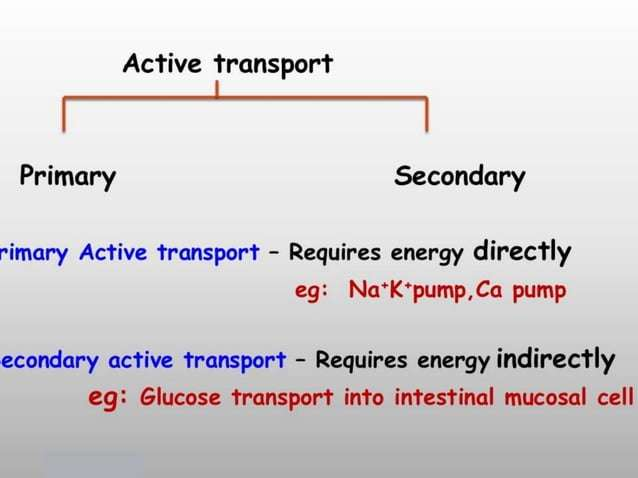 Active transport
Primary Secondary
rimary Active transport – Requires energy directly
eg: Na⁺K⁺pump,Ca pump
econdary active transport – Requires energy indirectly
eg: Glucose transport into intestinal mucosal cell